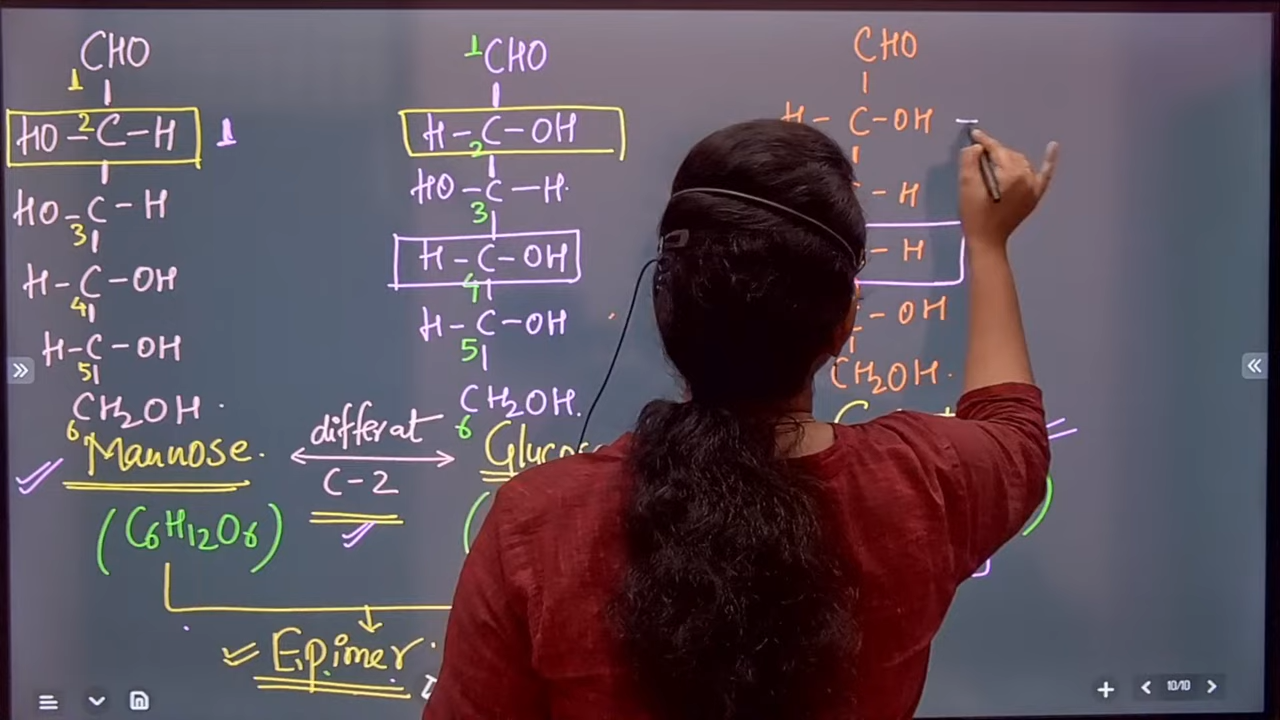 CHO
1
HO-2C-H 1
HO-C-H
3
H-C-OH
4
H-C-OH
5
CH2OH.
6
Mannose.
(C6H12O6)
differat
C-2
Epimer
1CHO
H-C-OH
2
HO-C-H.
3
H-C-OH
4
H-C-OH
5
CH2OH.
6
CHO
H-C-OH
-H
-H
-OH
CH2OH.
10/10